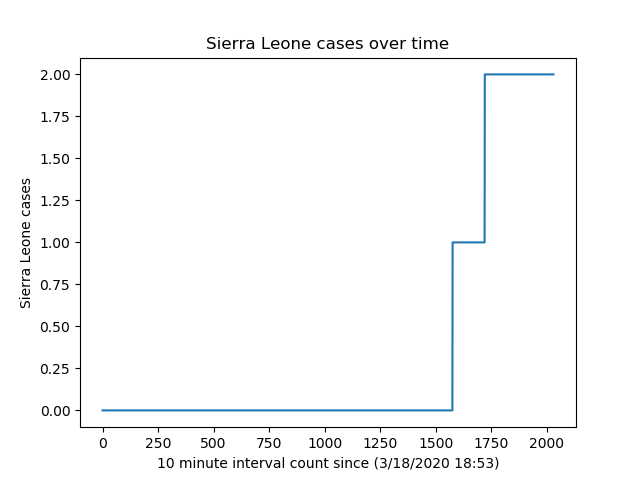 Sierra Leone cases over time
Sierra Leone cases
2.00
1.75
1.50
1.25
1.00
0.75
0.50
0.25
0.00
0 250 500 750 1000 1250 1500 1750 2000
10 minute interval count since (3/18/2020 18:53)